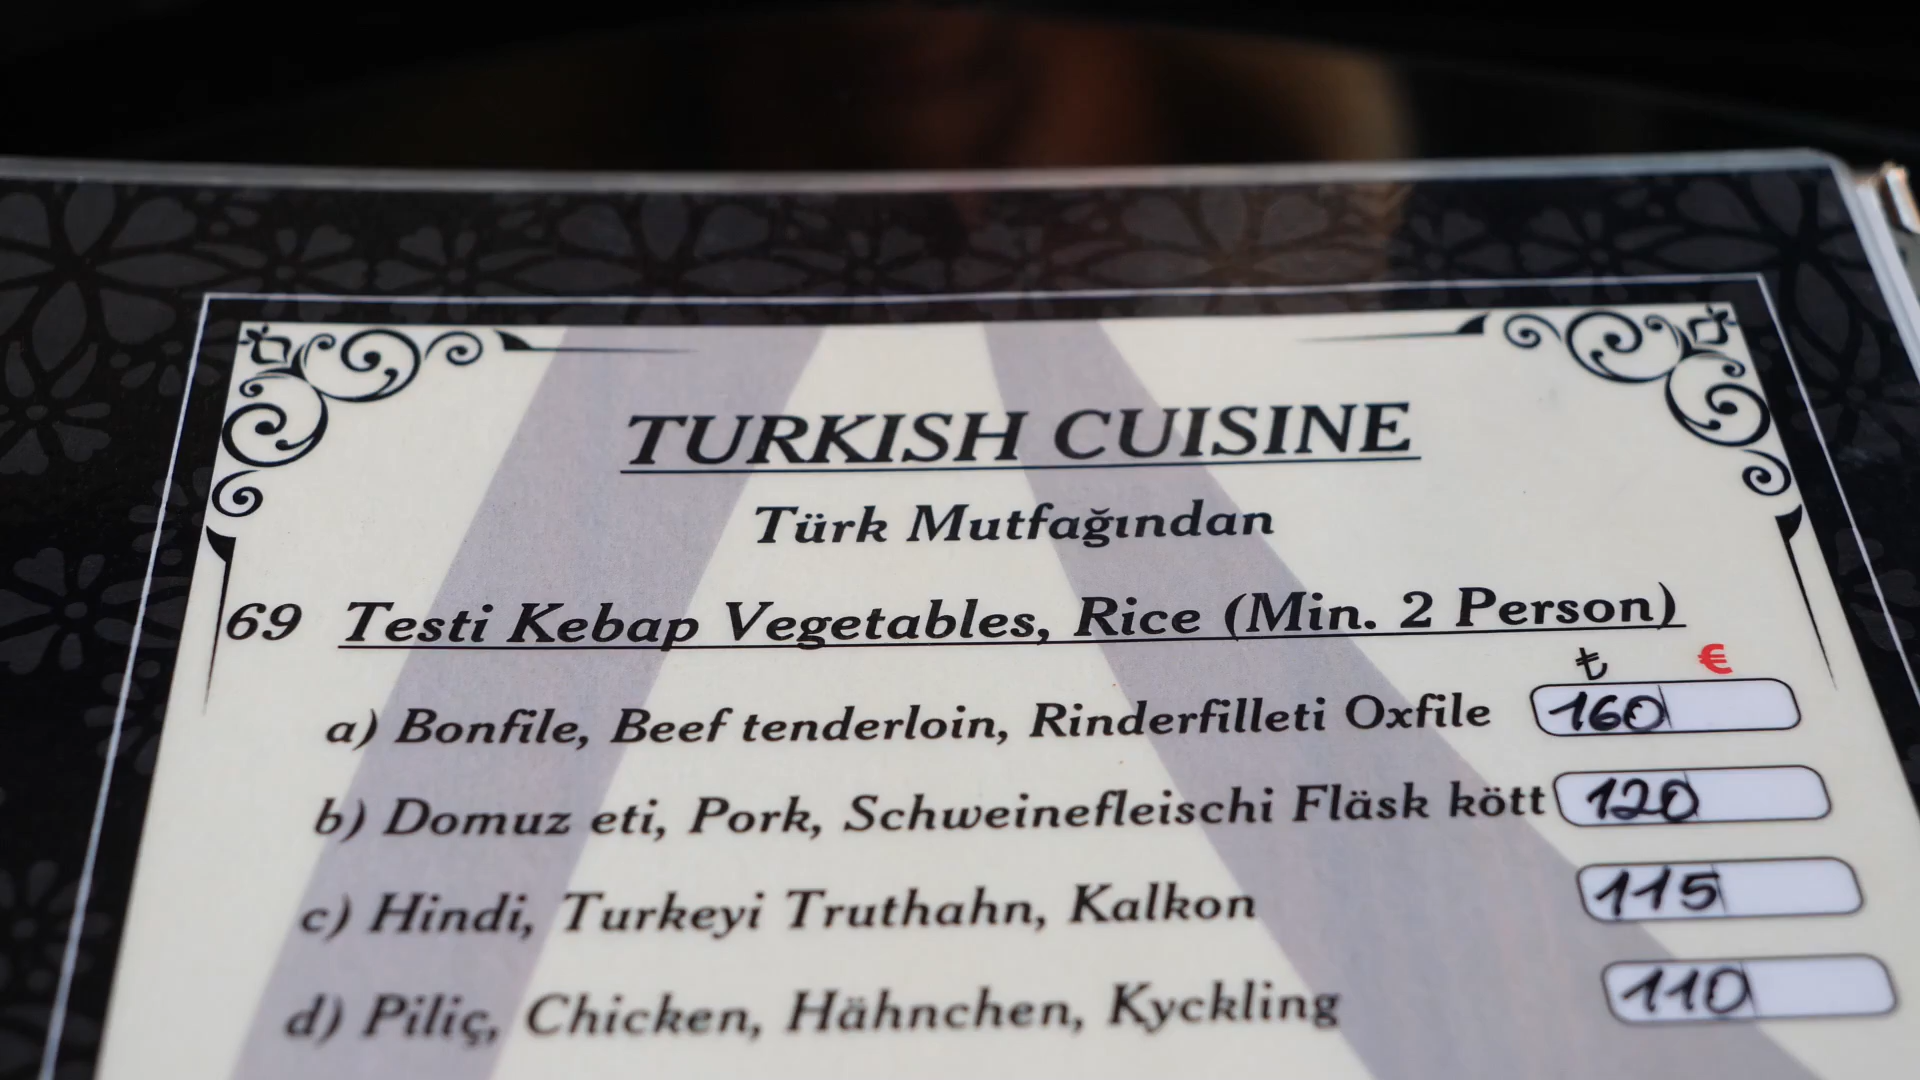 TURKISH CUISINE
Türk Mutfağından
69 Testi Kebap Vegetables, Rice (Min. 2 Person)
₺ €
a) Bonfile, Beef tenderloin, Rinderfilleti Oxfile 160
b) Domuz eti, Pork, Schweinefleischi Fläsk kött 120
c) Hindi, Turkeyi Truthahn, Kalkon 115
d) Piliç, Chicken, Hähnchen, Kyckling 110